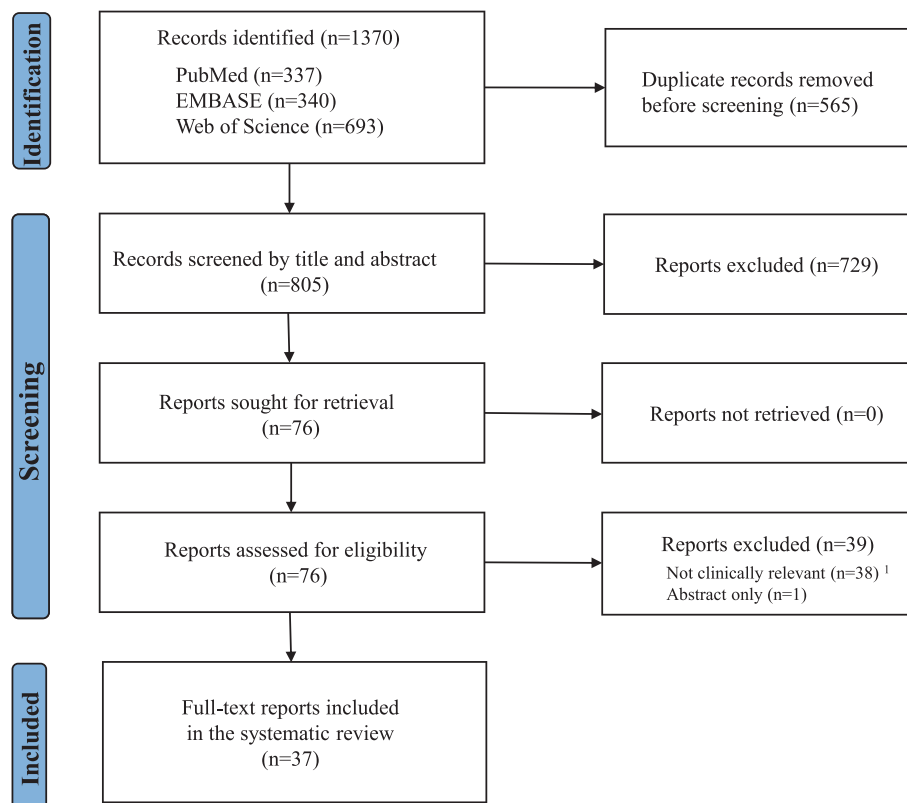 Identification
Records identified (n=1370)
PubMed (n=337)
EMBASE (n=340)
Web of Science (n=693)
Duplicate records removed
before screening (n=565)
Screening
Records screened by title and abstract
(n=805)
Reports excluded (n=729)
Reports sought for retrieval
(n=76)
Reports not retrieved (n=0)
Reports assessed for eligibility
(n=76)
Reports excluded (n=39)
Not clinically relevant (n=38) 1
Abstract only (n=1)
Included
Full-text reports included
in the systematic review
(n=37)